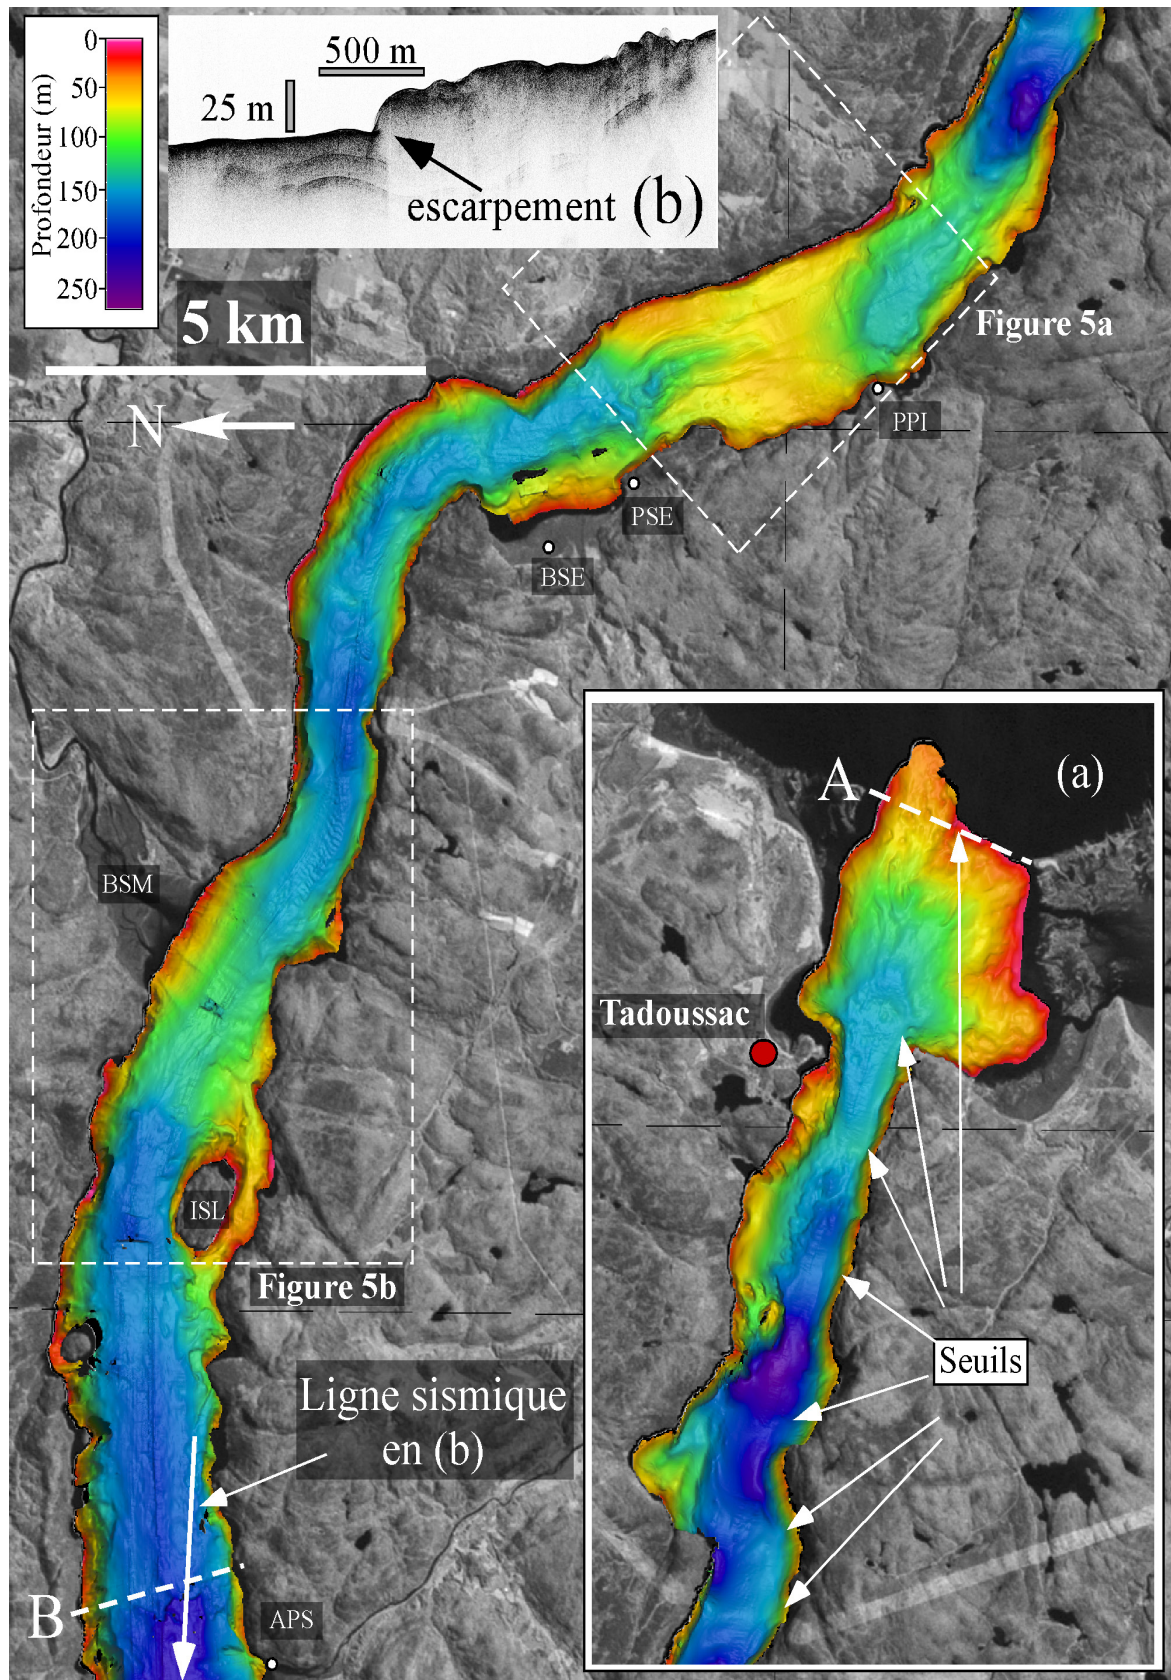 0
50
100
150
200
250
Profondeur (m)
500 m
25 m
escarpement
(b)
5 km
N
Figure 5a
PPI
PSE
BSE
BSM
ISL
Figure 5b
Ligne sismique
en (b)
B
APS
(a)
A
Tadoussac
Seuils